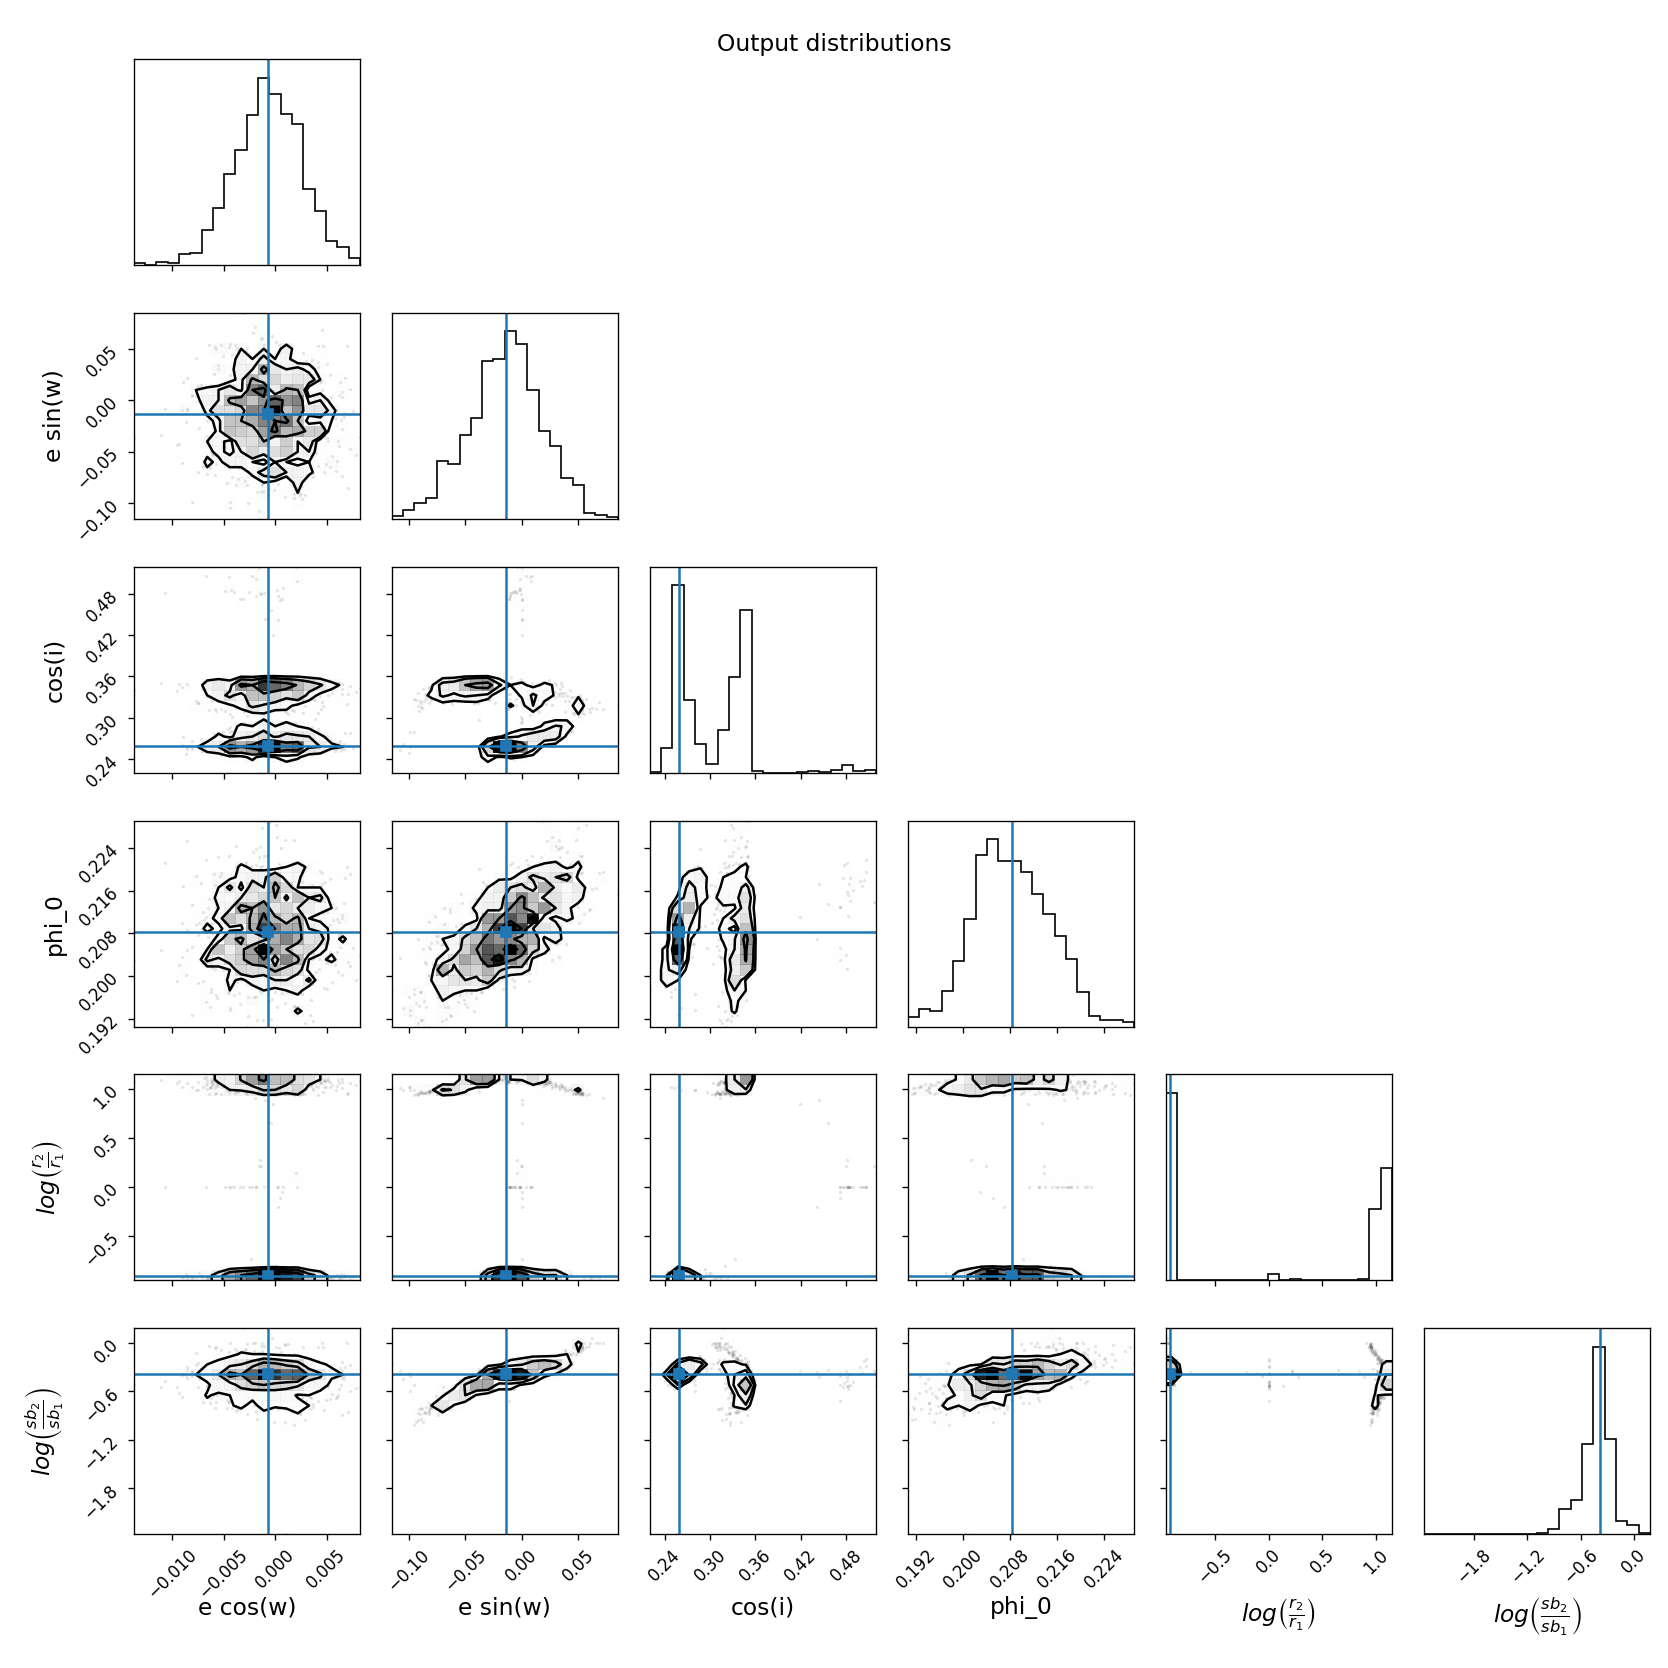 Output distributions
e sin(w)
0.05
0.00
−0.05
−0.10
cos(i)
0.48
0.42
0.36
0.30
0.24
phi_0
0.224
0.216
0.208
0.200
0.192
log(r₂/r₁)
1.0
0.5
0.0
−0.5
log(sb₂/sb₁)
0.0
−0.6
−1.2
−1.8
−0.010 −0.005 0.000 0.005
−0.10 −0.05 0.00 0.05
0.24 0.30 0.36 0.42 0.48
0.192 0.200 0.208 0.216 0.224
−0.5 0.0 0.5 1.0
−1.8 −1.2 −0.6 0.0
e cos(w) e sin(w) cos(i) phi_0 log(r₂/r₁) log(sb₂/sb₁)